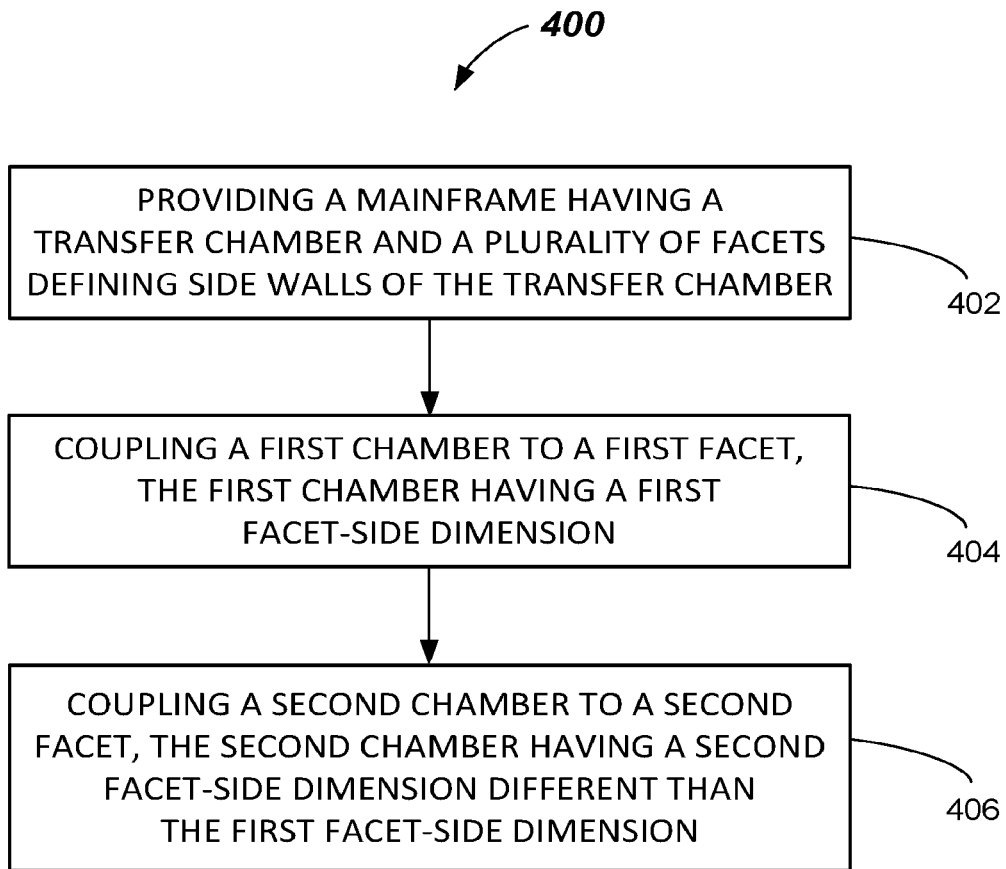 400
PROVIDING A MAINFRAME HAVING A
TRANSFER CHAMBER AND A PLURALITY OF FACETS
DEFINING SIDE WALLS OF THE TRANSFER CHAMBER
402
COUPLING A FIRST CHAMBER TO A FIRST FACET,
THE FIRST CHAMBER HAVING A FIRST
FACET-SIDE DIMENSION
404
COUPLING A SECOND CHAMBER TO A SECOND
FACET, THE SECOND CHAMBER HAVING A SECOND
FACET-SIDE DIMENSION DIFFERENT THAN
THE FIRST FACET-SIDE DIMENSION
406